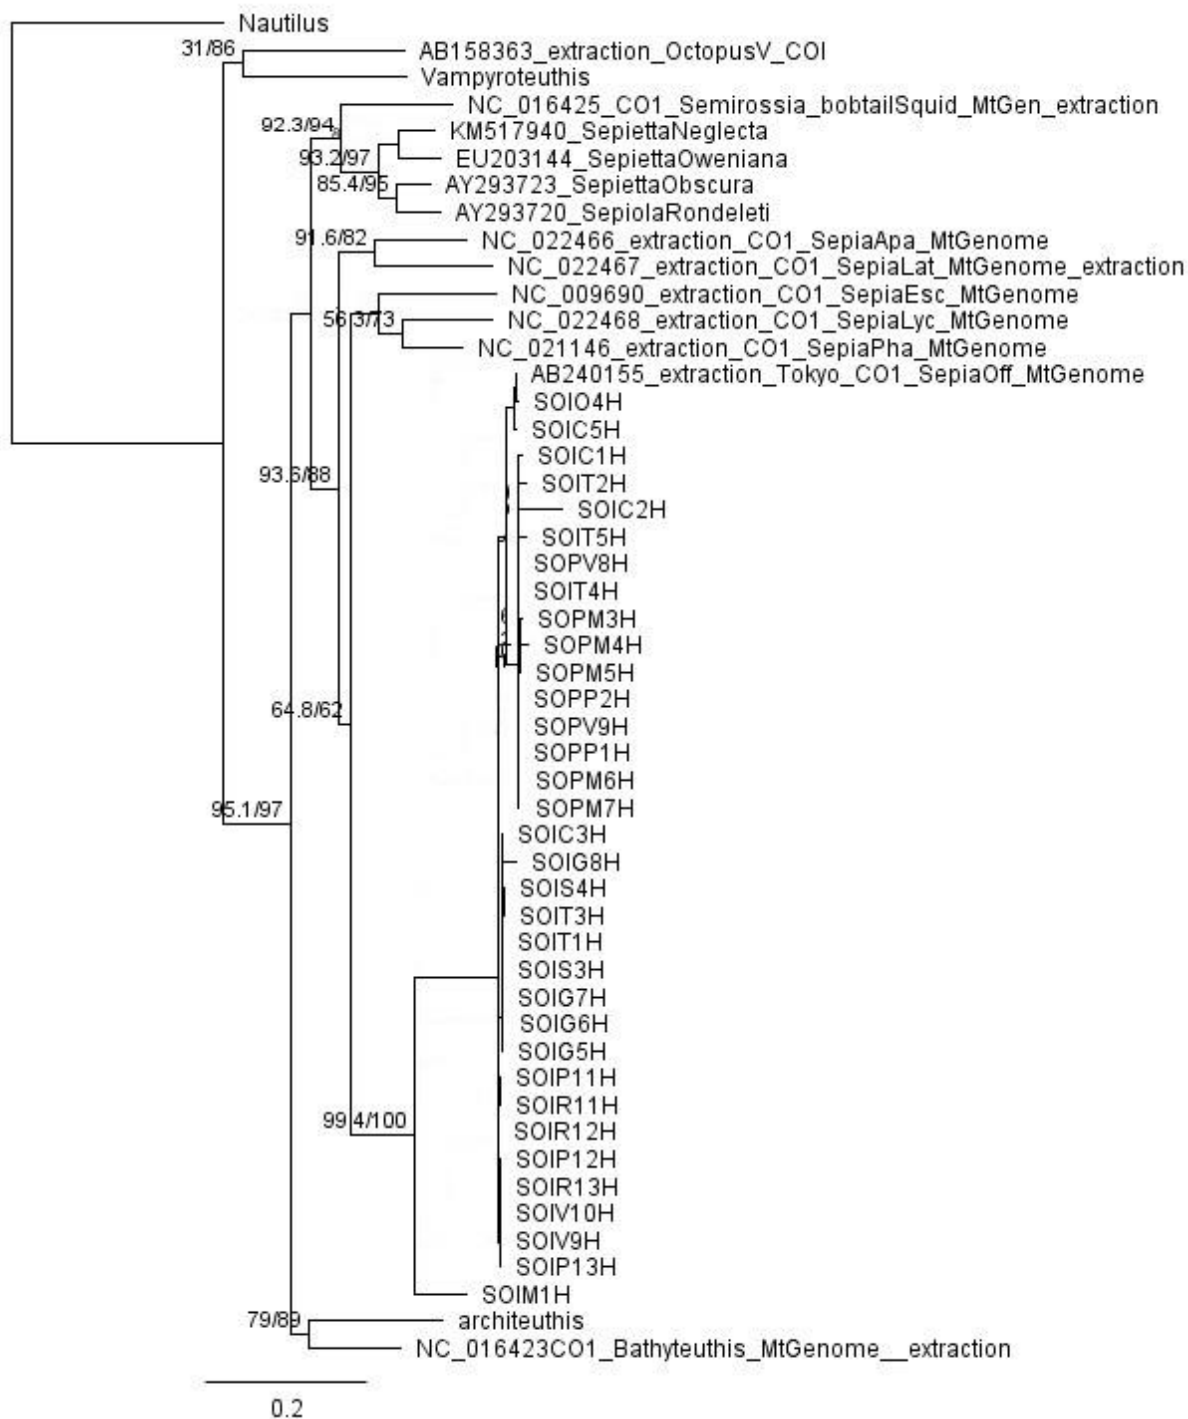 Nautilus
31/86
AB158363_extraction_OctopusV_COI
Vampyroteuthis
NC_016425_CO1_Semirossia_bobtailSquid_MtGen_extraction
92.3/94
KM517940_SepiettaNeglecta
93.2/97
EU203144_SepiettaOweniana
85.4/95
AY293723_SepiettaObscura
AY293720_SepiolaRondeleti
91.6/82
NC_022466_extraction_CO1_SepiaApa_MtGenome
NC_022467_extraction_CO1_SepiaLat_MtGenome_extraction
NC_009690_extraction_CO1_SepiaEsc_MtGenome
56.3/73
NC_022468_extraction_CO1_SepiaLyc_MtGenome
NC_021146_extraction_CO1_SepiaPha_MtGenome
AB240155_extraction_Tokyo_CO1_SepiaOff_MtGenome
SOIO4H
SOIC5H
SOIC1H
93.6/88
SOIT2H
SOIC2H
SOIT5H
SOPV8H
SOIT4H
SOPM3H
SOPM4H
SOPM5H
SOPP2H
64.8/62
SOPV9H
SOPP1H
SOPM6H
SOPM7H
95.1/97
SOIC3H
SOIG8H
SOIS4H
SOIT3H
SOIT1H
SOIS3H
SOIG7H
SOIG6H
SOIG5H
SOIP11H
SOIR11H
99.4/100
SOIR12H
SOIP12H
SOIR13H
SOIV10H
SOIV9H
SOIP13H
SOIM1H
79/89
architeuthis
NC_016423CO1_Bathyteuthis_MtGenome__extraction
0.2